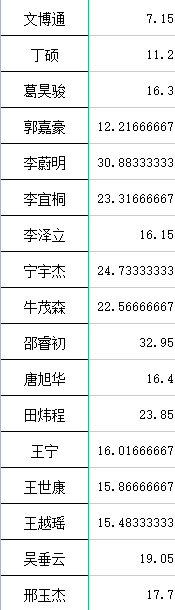 文博通 7.15
丁硕 11.2
葛昊骏 16.3
郭嘉豪 12.21666667
李蔚明 30.88333333
李宜桐 23.31666667
李泽立 16.15
宁宇杰 24.73333333
牛茂森 22.56666667
邵睿初 32.95
唐旭华 16.4
田炜程 23.85
王宁 16.01666667
王世康 15.86666667
王越瑶 15.48333333
吴垂云 19.05
邢玉杰 17.7